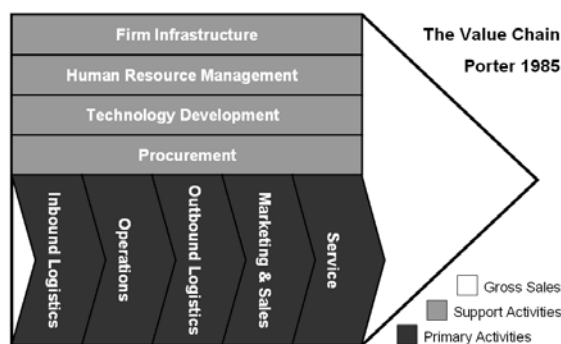 Firm Infrastructure
Human Resource Management
Technology Development
Procurement
Inbound Logistics
Operations
Outbound Logistics
Marketing & Sales
Service
The Value Chain
Porter 1985
Gross Sales
Support Activities
Primary Activities